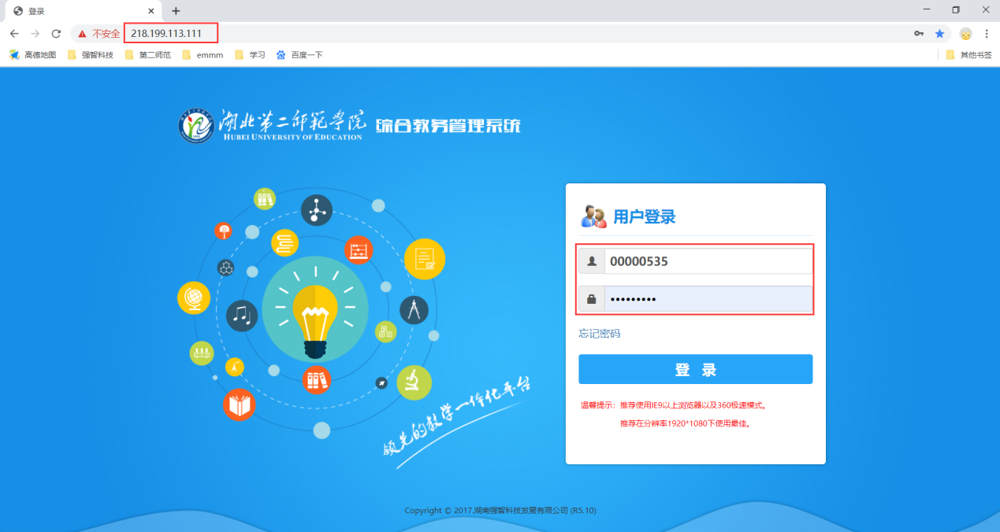 登录
不安全
218.199.113.111
高德地图
强智科技
第二师范
emmm
学习
百度一下
其他书签
湖北第二师範学院 综合教务管理系统
HUBEI UNIVERSITY OF EDUCATION
用户登录
00000535
•••••••••
忘记密码
登 录
温馨提示：推荐使用IE9以上浏览器以及360极速模式。
推荐在分辨率1920*1080下使用最佳。
领先的教学一体化平台
Copyright © 2017.湖南强智科技发展有限公司 (R5.10)